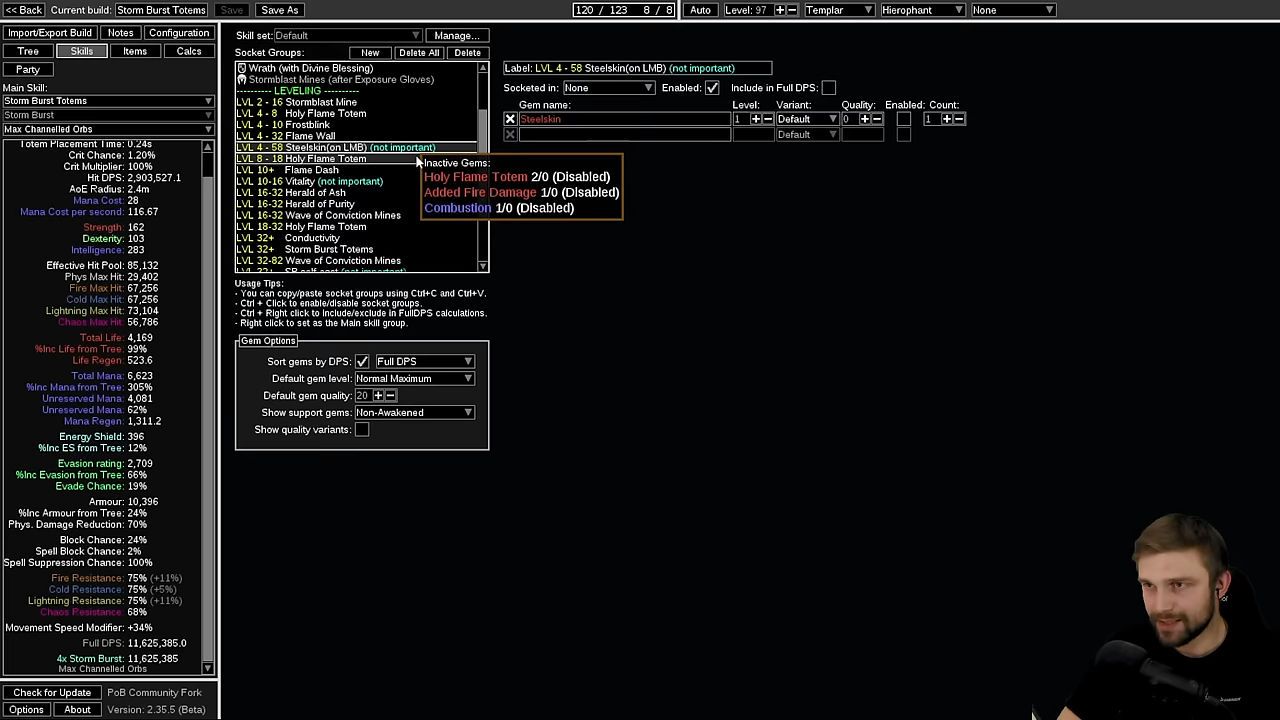 << Back Current build: Storm Burst Totems Save Save As 120 / 123 8 / 8 Auto Level: 97 Templar Hierophant None
Import/Export Build Notes Configuration
Tree Skills Items Calcs
Party
Main Skill:
Storm Burst Totems
Storm Burst
Max Channelled Orbs
Totem Placement Time: 0.24s
Crit Chance: 1.20%
Crit Multiplier: 100%
Hit DPS: 2,903,527.1
AoE Radius: 2.4m
Mana Cost: 28
Mana Cost per second: 116.67
Strength: 162
Dexterity: 103
Intelligence: 283
Effective Hit Pool: 85,132
Phys Max Hit: 29,402
Fire Max Hit: 67,256
Cold Max Hit: 67,256
Lightning Max Hit: 73,104
Chaos Max Hit: 56,786
Total Life: 4,169
%Inc Life from Tree: 99%
Life Regen: 523.6
Total Mana: 6,623
%Inc Mana from Tree: 305%
Unreserved Mana: 4,081
Unreserved Mana: 62%
Mana Regen: 1,311.2
Energy Shield: 396
%Inc ES from Tree: 12%
Evasion rating: 2,709
%Inc Evasion from Tree: 66%
Evade Chance: 19%
Armour: 10,396
%Inc Armour from Tree: 24%
Phys. Damage Reduction: 70%
Block Chance: 24%
Spell Block Chance: 2%
Spell Suppression Chance: 100%
Fire Resistance: 75% (+11%)
Cold Resistance: 75% (+5%)
Lightning Resistance: 75% (+11%)
Chaos Resistance: 68%
Movement Speed Modifier: +34%
Full DPS: 11,625,385.0
4x Storm Burst: 11,625,385
Max Channelled Orbs
Check for Update PoB Community Fork
Options About Version: 2.35.5 (Beta)
Skill set: Default Manage...
Socket Groups: New Delete All Delete
Wrath (with Divine Blessing)
Stormblast Mines (after Exposure Gloves)
---------- LEVELING ----------
LVL 2 - 16 Stormblast Mine
LVL 4 - 8 Holy Flame Totem
LVL 4 - 10 Frostblink
LVL 4 - 32 Flame Wall
LVL 4 - 58 Steelskin(on LMB) (not important)
LVL 8 - 18 Holy Flame Totem
LVL 10+ Flame Dash
LVL 10-16 Vitality (not important)
LVL 16-32 Herald of Ash
LVL 16-32 Herald of Purity
LVL 16-32 Wave of Conviction Mines
LVL 18-32 Holy Flame Totem
LVL 32+ Conductivity
LVL 32+ Storm Burst Totems
LVL 32-82 Wave of Conviction Mines
LVL 32+ SB self-cast (not important)
Inactive Gems:
Holy Flame Totem 2/0 (Disabled)
Added Fire Damage 1/0 (Disabled)
Combustion 1/0 (Disabled)
Usage Tips:
- You can copy/paste socket groups using Ctrl+C and Ctrl+V.
- Ctrl + Click to enable/disable socket groups.
- Ctrl + Right click to include/exclude in FullDPS calculations.
- Right click to set as the Main skill group.
Gem Options
Sort gems by DPS: Full DPS
Default gem level: Normal Maximum
Default gem quality: 20
Show support gems: Non-Awakened
Show quality variants:
Label: LVL 4 - 58 Steelskin(on LMB) (not important)
Socketed in: None Enabled: Include in Full DPS:
Gem name: Level: Variant: Quality: Enabled: Count:
Steelskin 1 Default 0 1
Default